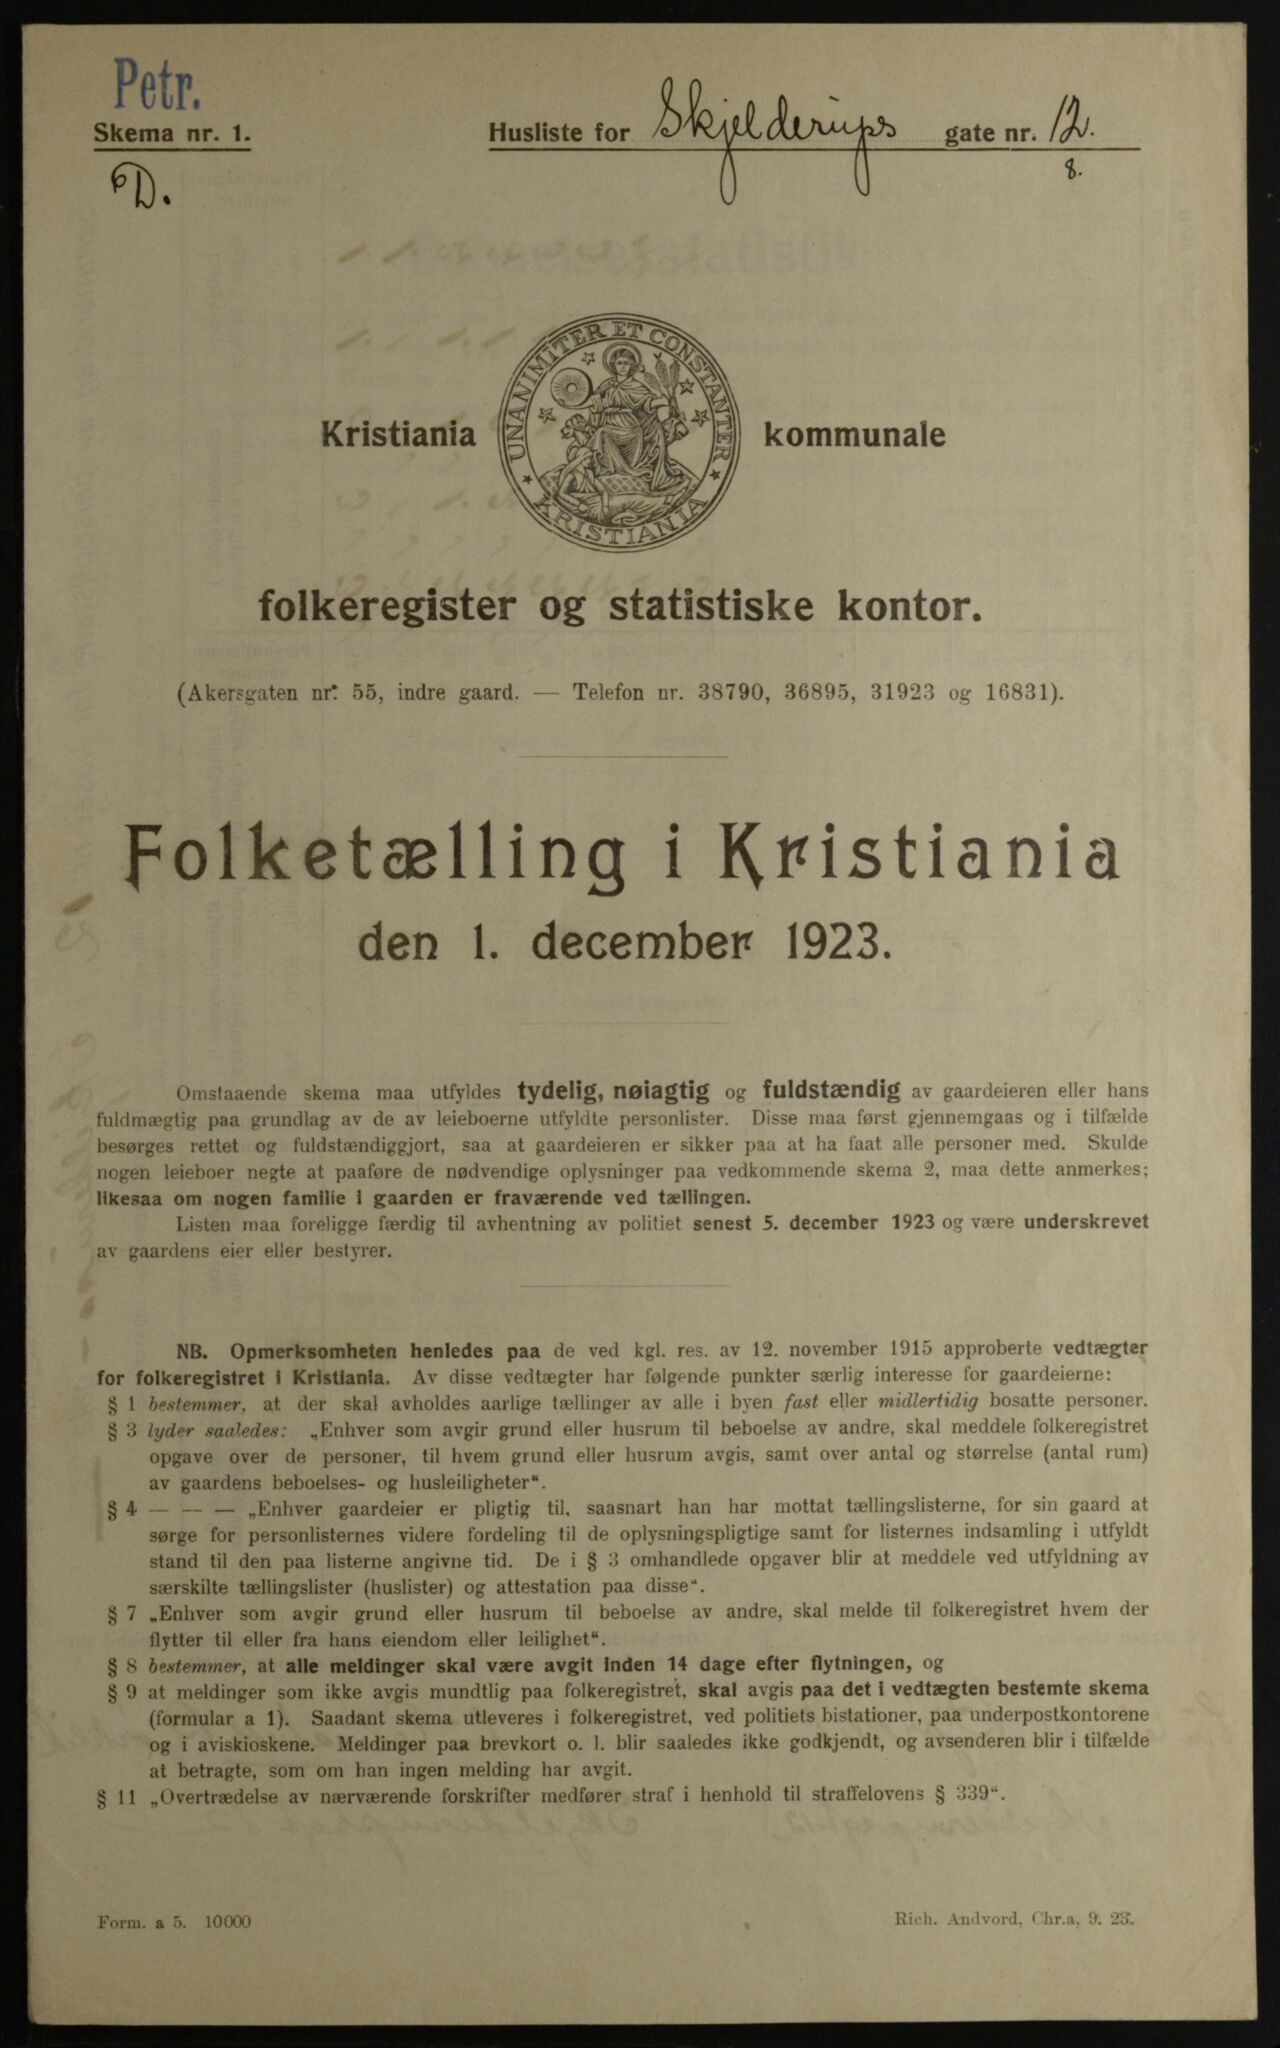 Petr.
Skema nr. 1.
D.
Husliste for Skjelderups gate nr. 12.
8.
UNANIMITER ET CONSTANTER
KRISTIANIA
Kristiania kommunale
folkeregister og statistiske kontor.
(Akersgaten nr. 55, indre gaard. — Telefon nr. 38790, 36895, 31923 og 16831).
Folketælling i Kristiania
den 1. december 1923.
Omstaaende skema maa utfyldes tydelig, nøiagtig og fuldstændig av gaardeieren eller hans
fuldmægtig paa grundlag av de av leieboerne utfyldte personlister. Disse maa først gjennemgaas og i tilfælde
besørges rettet og fuldstændiggjort, saa at gaardeieren er sikker paa at ha faat alle personer med. Skulde
nogen leieboer negte at paaføre de nødvendige oplysninger paa vedkommende skema 2, maa dette anmerkes;
likesaa om nogen familie i gaarden er fraværende ved tællingen.
Listen maa foreligge færdig til avhentning av politiet senest 5. december 1923 og være underskrevet
av gaardens eier eller bestyrer.
NB. Opmerksomheten henledes paa de ved kgl. res. av 12. november 1915 approberte vedtægter
for folkeregistret i Kristiania. Av disse vedtægter har følgende punkter særlig interesse for gaardeierne:
§ 1 bestemmer, at der skal avholdes aarlige tællinger av alle i byen fast eller midlertidig bosatte personer.
§ 3 lyder saaledes: „Enhver som avgir grund eller husrum til beboelse av andre, skal meddele folkeregistret
opgave over de personer, til hvem grund eller husrum avgis, samt over antal og størrelse (antal rum)
av gaardens beboelses- og husleiligheter“.
§ 4 — — — „Enhver gaardeier er pligtig til, saasnart han har mottat tællingslisterne, for sin gaard at
sørge for personlisternes videre fordeling til de oplysningspligtige samt for listernes indsamling i utfyldt
stand til den paa listerne angivne tid. De i § 3 omhandlede opgaver blir at meddele ved utfyldning av
særskilte tællingslister (huslister) og attestation paa disse“.
§ 7 „Enhver som avgir grund eller husrum til beboelse av andre, skal melde til folkeregistret hvem der
flytter til eller fra hans eiendom eller leilighet“.
§ 8 bestemmer, at alle meldinger skal være avgit inden 14 dage efter flytningen, og
§ 9 at meldinger som ikke avgis mundtlig paa folkeregistret, skal avgis paa det i vedtægten bestemte skema
(formular a 1). Saadant skema utleveres i folkeregistret, ved politiets bistationer, paa underpostkontorene
og i aviskioskene. Meldinger paa brevkort o. l. blir saaledes ikke godkjendt, og avsenderen blir i tilfælde
at betragte, som om han ingen melding har avgit.
§ 11 „Overtrædelse av nærværende forskrifter medfører straf i henhold til straffelovens § 339“.
Form. a 5. 10000
Rich. Andvord, Chr.a, 9. 23.